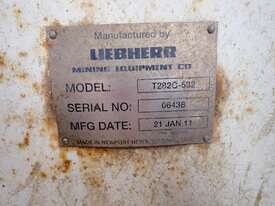 Manufactured by
LIEBHERR
MINING EQUIPMENT CO
MODEL: T282C-532
SERIAL NO: 06438
MFG DATE: 21 JAN 11
MADE IN NEWPORT NEWS